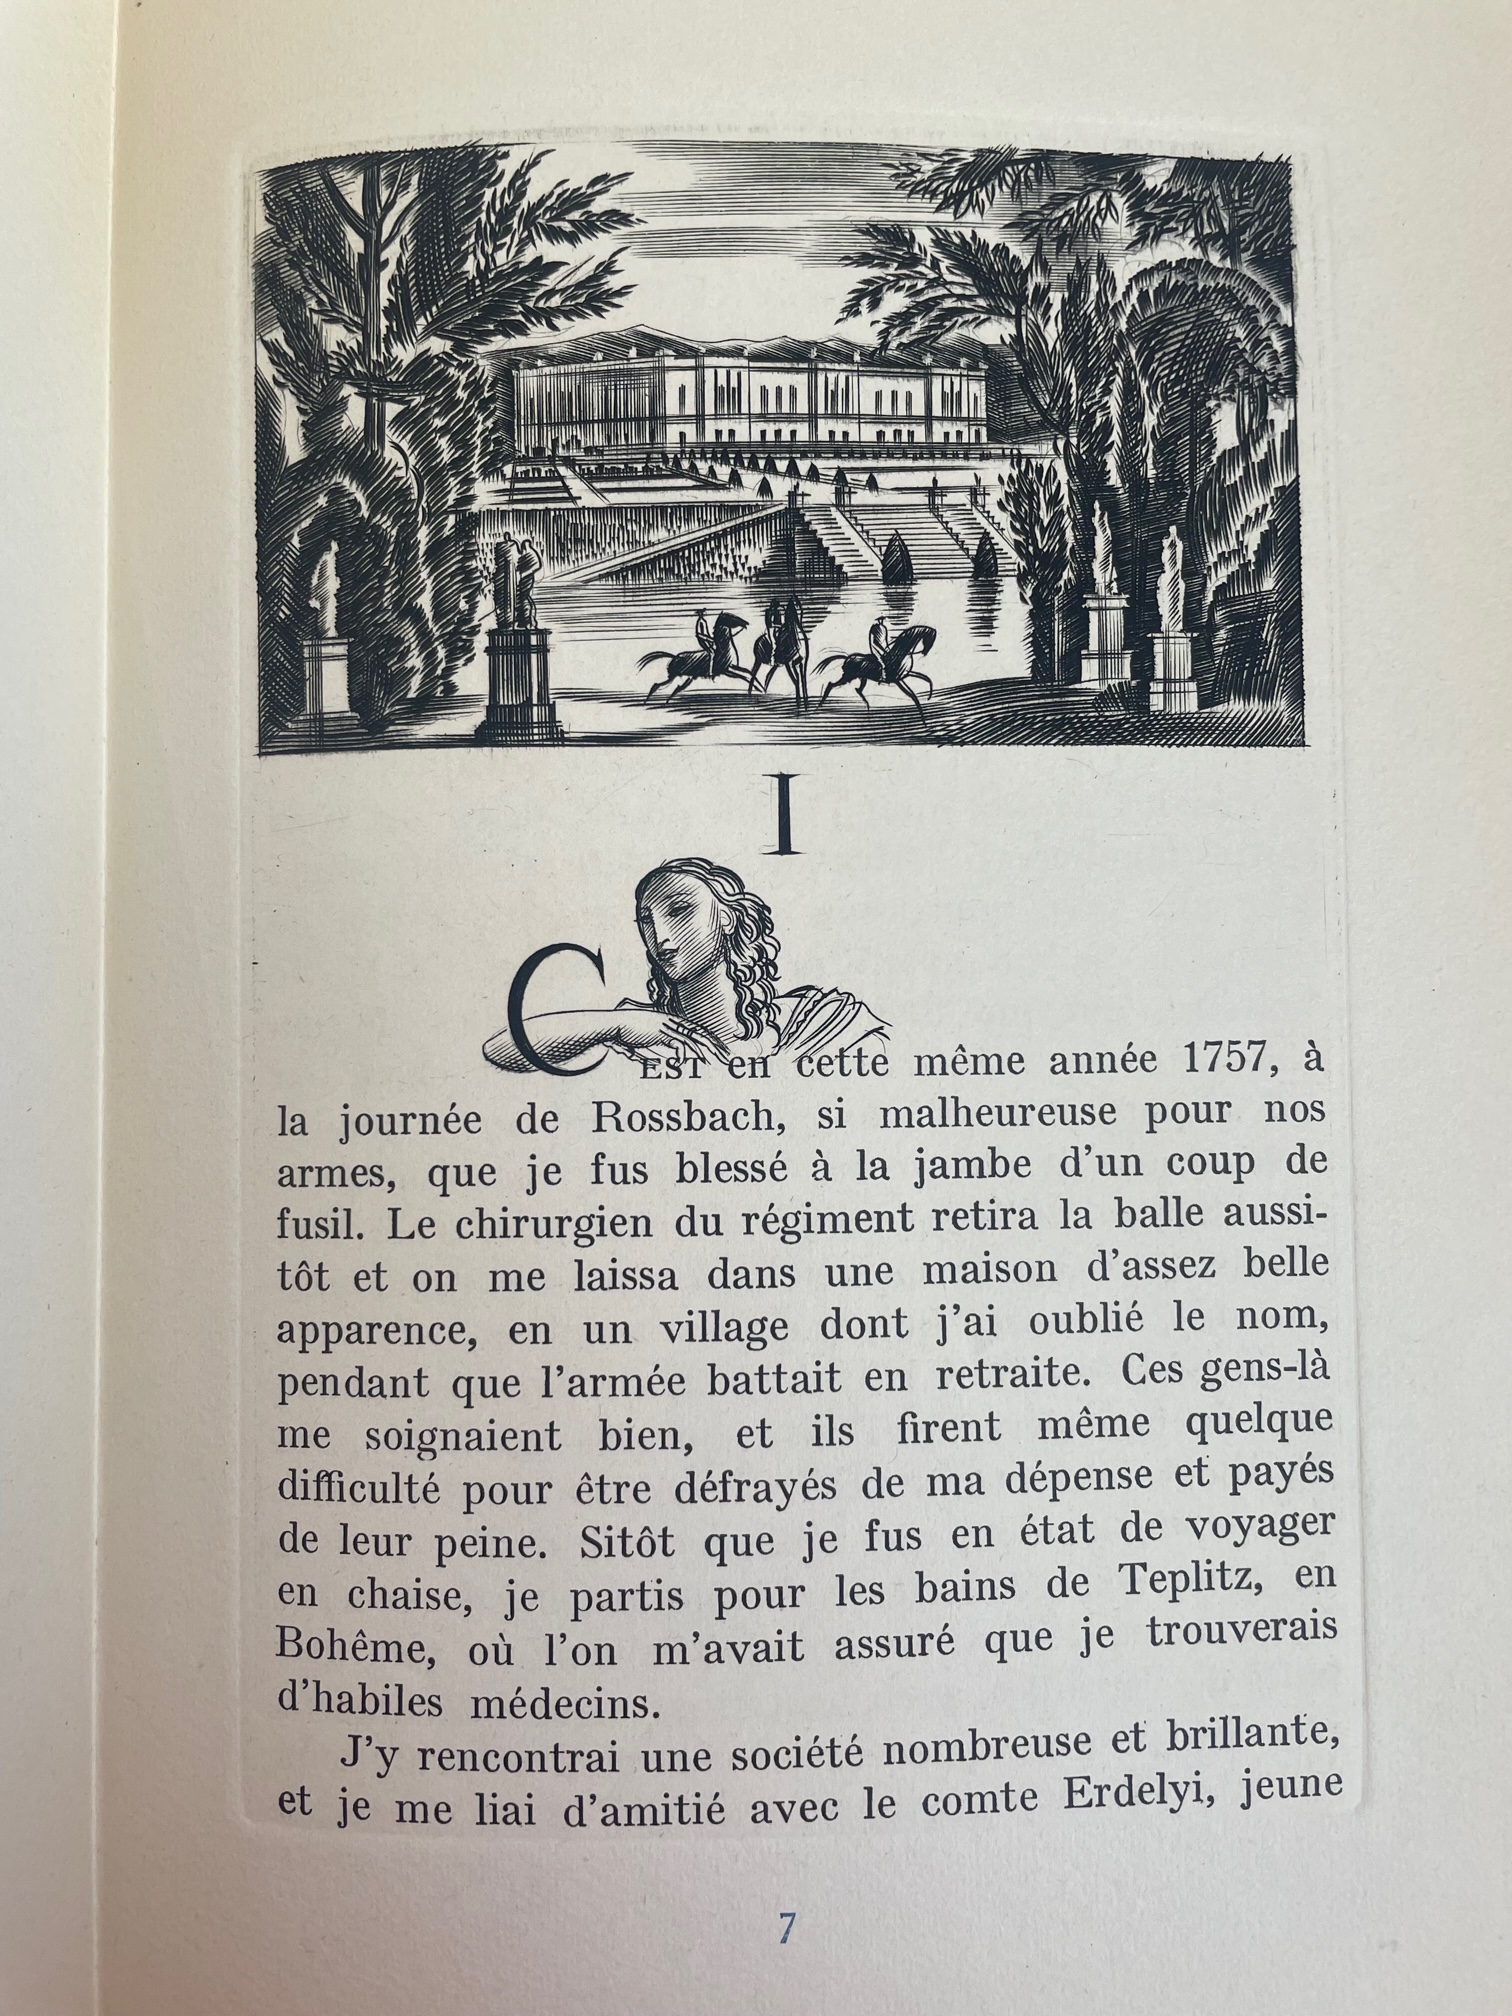 I
CEST en cette même année 1757, à
la journée de Rossbach, si malheureuse pour nos
armes, que je fus blessé à la jambe d'un coup de
fusil. Le chirurgien du régiment retira la balle aussi-
tôt et on me laissa dans une maison d'assez belle
apparence, en un village dont j'ai oublié le nom,
pendant que l'armée battait en retraite. Ces gens-là
me soignaient bien, et ils firent même quelque
difficulté pour être défrayés de ma dépense et payés
de leur peine. Sitôt que je fus en état de voyager
en chaise, je partis pour les bains de Teplitz, en
Bohême, où l'on m'avait assuré que je trouverais
d'habiles médecins.
J'y rencontrai une société nombreuse et brillante,
et je me liai d'amitié avec le comte Erdelyi, jeune
7